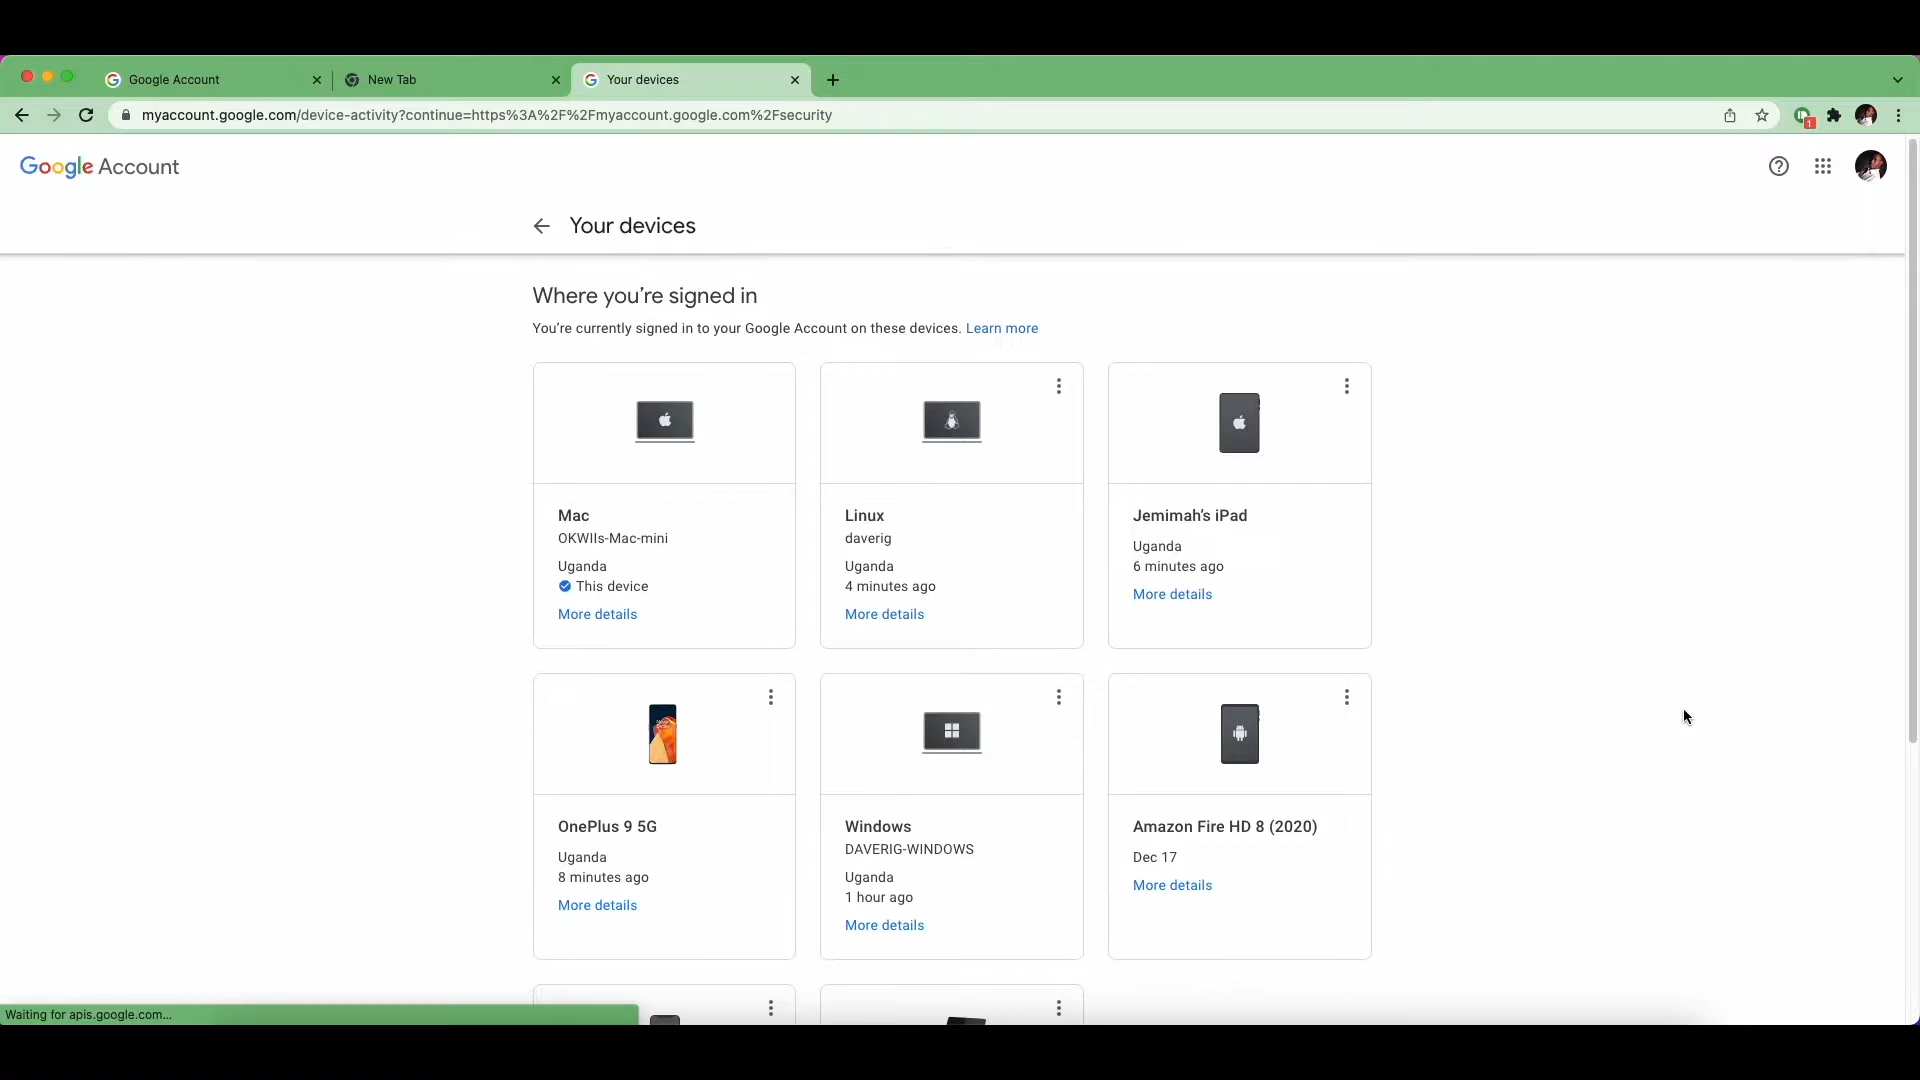 Google Account
New Tab
Your devices
myaccount.google.com/device-activity?continue=https%3A%2F%2Fmyaccount.google.com%2Fsecurity
1
Google Account
Your devices
Where you’re signed in
You’re currently signed in to your Google Account on these devices. Learn more
Mac
OKWIIs-Mac-mini
Uganda
This device
More details
Linux
daverig
Uganda
4 minutes ago
More details
Jemimah’s iPad
Uganda
6 minutes ago
More details
OnePlus 9 5G
Uganda
8 minutes ago
More details
Windows
DAVERIG-WINDOWS
Uganda
1 hour ago
More details
Amazon Fire HD 8 (2020)
Dec 17
More details
Waiting for apis.google.com...